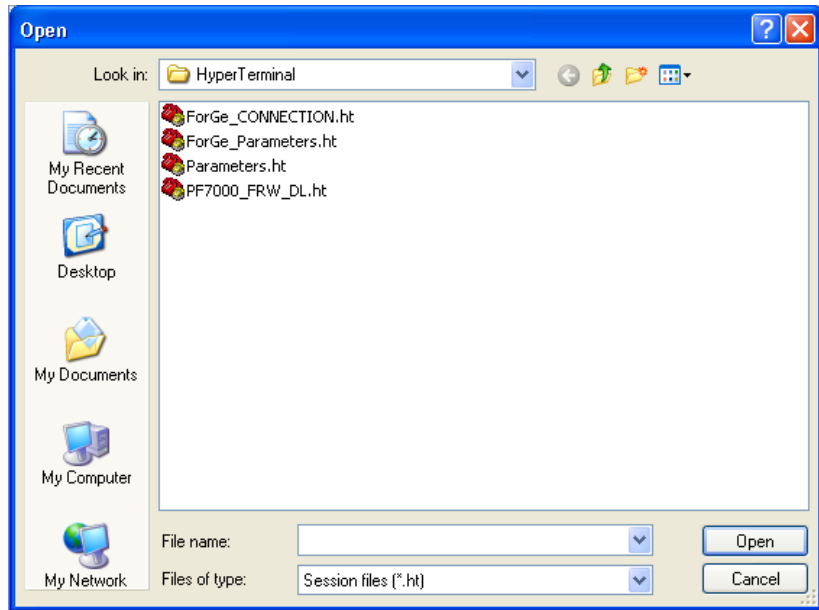 Open
Look in:
HyperTerminal
My Recent
Documents
Desktop
My Documents
My Computer
My Network
ForGe_CONNECTION.ht
ForGe_Parameters.ht
Parameters.ht
PF7000_FRW_DL.ht
File name:
Open
Files of type:
Session files (*.ht)
Cancel